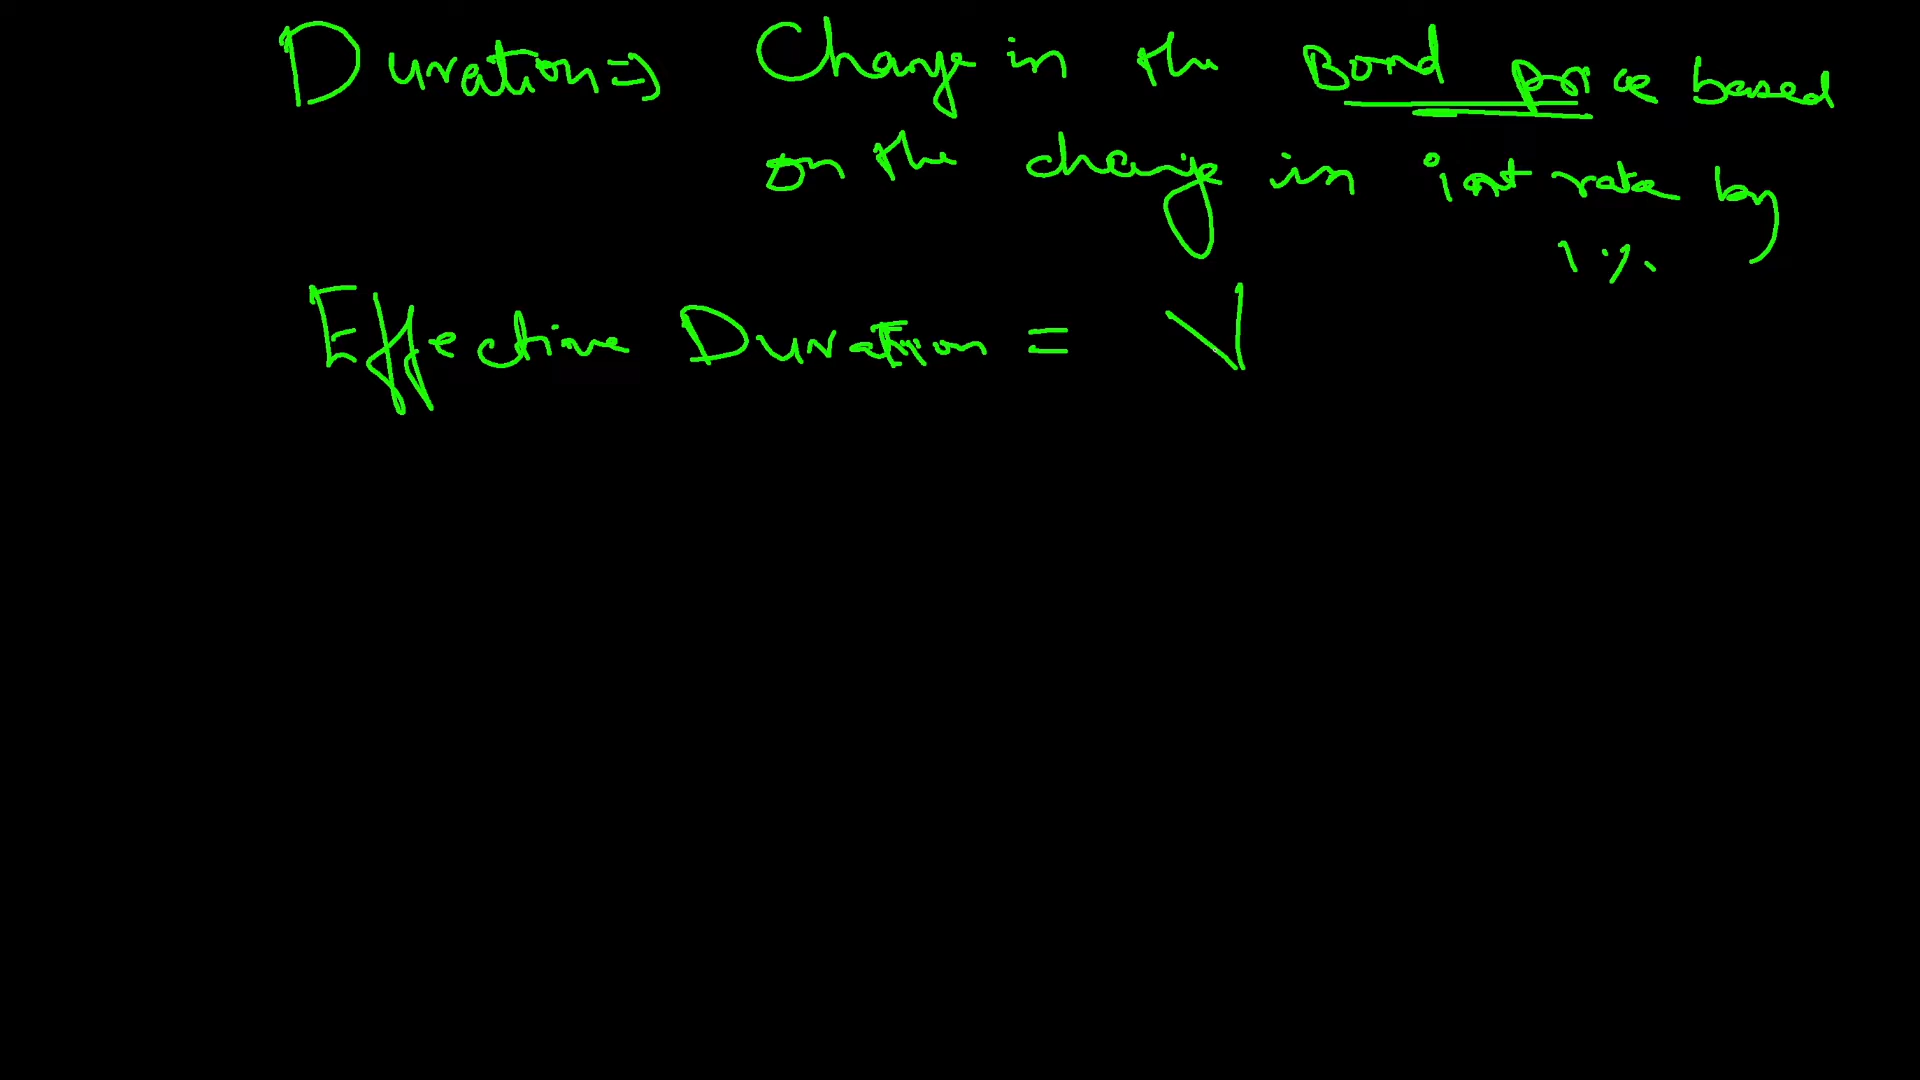 Duration => Change in the Bond price based
on the change in int rate by
1%
Effective Duration = V